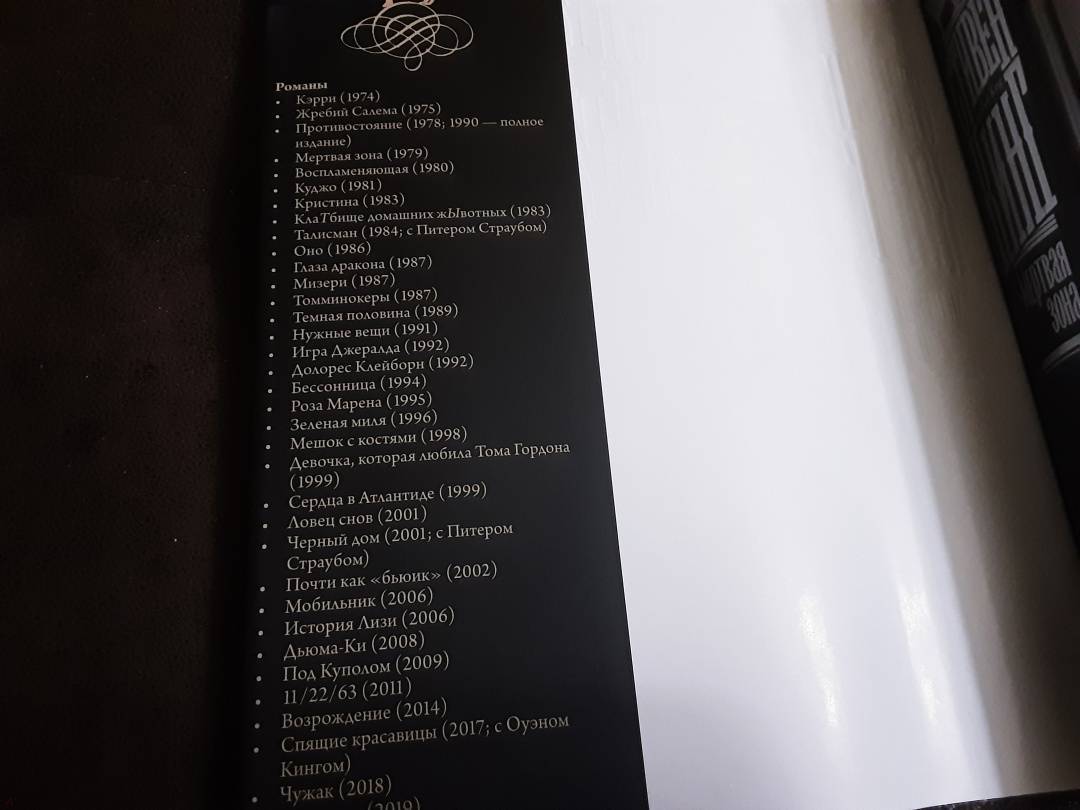 Романы
• Кэрри (1974)
• Жребий Салема (1975)
• Противостояние (1978; 1990 — полное
издание)
• Мертвая зона (1979)
• Воспламеняющая (1980)
• Куджо (1981)
• Кристина (1983)
• КлаТбище домашних жЫвотных (1983)
• Талисман (1984; с Питером Страубом)
• Оно (1986)
• Глаза дракона (1987)
• Мизери (1987)
• Томминокеры (1987)
• Темная половина (1989)
• Нужные вещи (1991)
• Игра Джералда (1992)
• Долорес Клейборн (1992)
• Бессонница (1994)
• Роза Марена (1995)
• Зеленая миля (1996)
• Мешок с костями (1998)
• Девочка, которая любила Тома Гордона
(1999)
• Сердца в Атлантиде (1999)
• Ловец снов (2001)
• Черный дом (2001; с Питером
Страубом)
• Почти как «бьюик» (2002)
• Мобильник (2006)
• История Лизи (2006)
• Дьюма-Ки (2008)
• Под Куполом (2009)
• 11/22/63 (2011)
• Возрождение (2014)
• Спящие красавицы (2017; с Оуэном
Кингом)
• Чужак (2018)
(2019)
зона